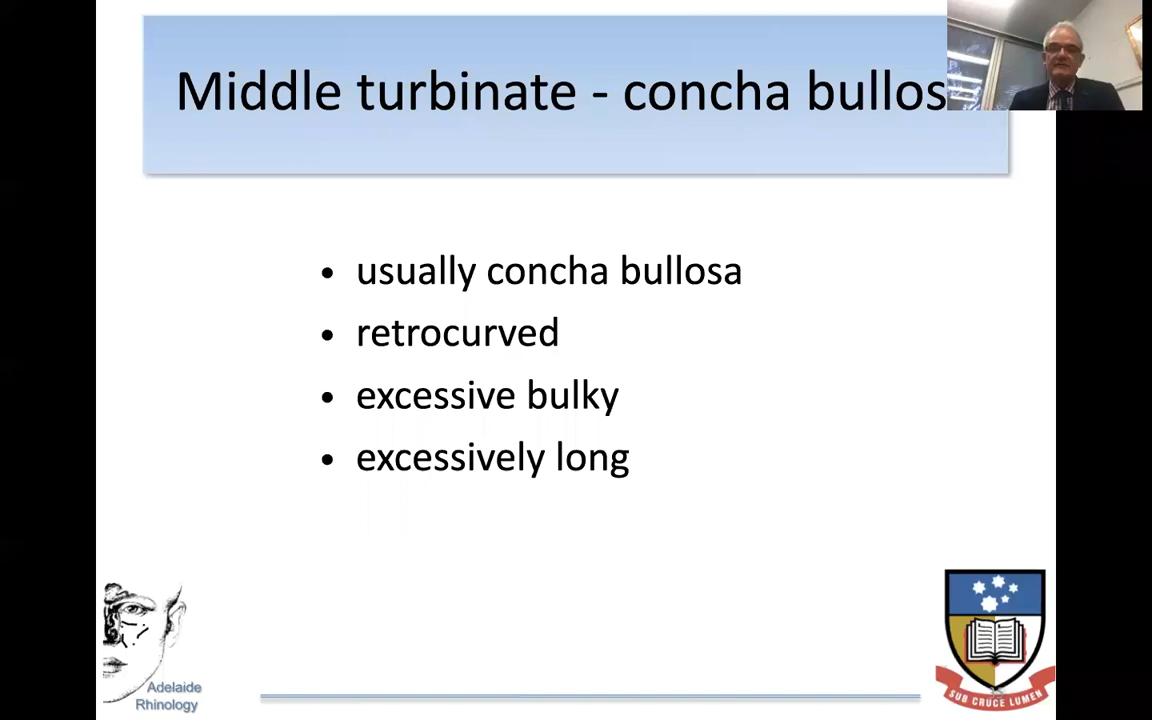 Middle turbinate - concha bullos
• usually concha bullosa
• retrocurved
• excessive bulky
• excessively long
Adelaide
Rhinology
SUB CRUCE LUMEN